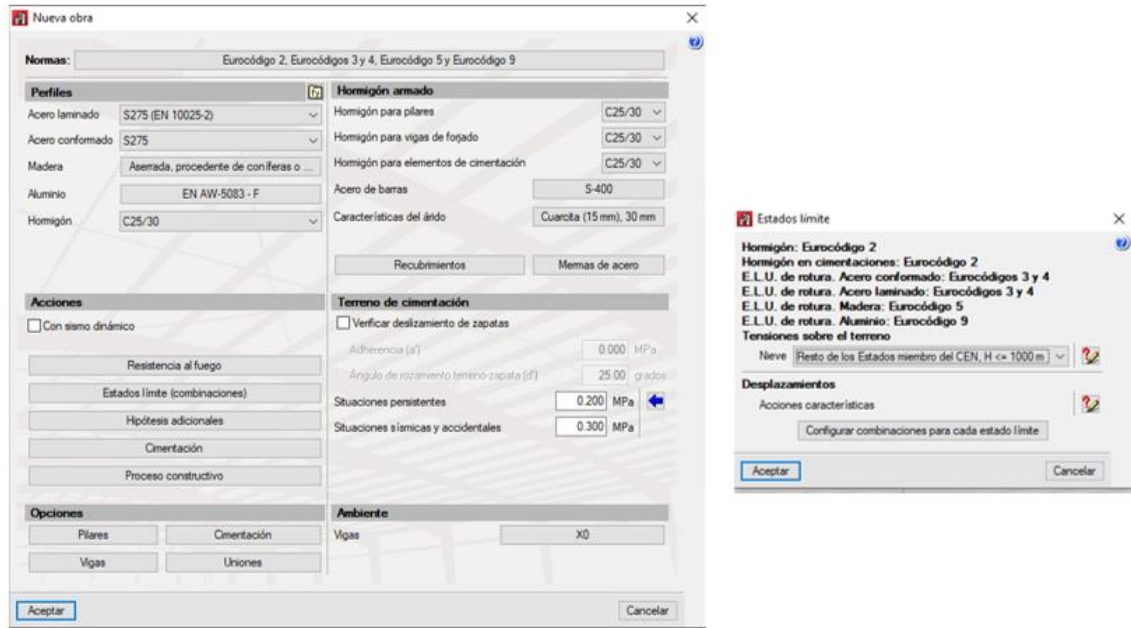 Nueva obra
Normas: Eurocódigo 2, Eurocódigos 3 y 4, Eurocódigo 5 y Eurocódigo 9
Perfiles
Acero laminado S275 (EN 10025-2)
Acero conformado S275
Madera Aserrada, procedente de coníferas o ...
Aluminio EN AW-5083 - F
Hormigón C25/30
Hormigón armado
Hormigón para pilares C25/30
Hormigón para vigas de forjado C25/30
Hormigón para elementos de cimentación C25/30
Acero de barras S-400
Características del árido Cuarcita (15 mm), 30 mm
Recubrimientos Mermas de acero
Acciones
Con sismo dinámico
Resistencia al fuego
Estados límite (combinaciones)
Hipótesis adicionales
Cimentación
Proceso constructivo
Terreno de cimentación
Verificar deslizamiento de zapatas
Adherencia (a') 0.000 MPa
Ángulo de rozamiento terreno-zapata (d') 25.00 grados
Situaciones persistentes 0.200 MPa
Situaciones sísmicas y accidentales 0.300 MPa
Opciones
Pilares Cimentación
Vigas Uniones
Ambiente
Vigas X0
Aceptar Cancelar
Estados límite
Hormigón: Eurocódigo 2
Hormigón en cimentaciones: Eurocódigo 2
E.L.U. de rotura. Acero conformado: Eurocódigos 3 y 4
E.L.U. de rotura. Acero laminado: Eurocódigos 3 y 4
E.L.U. de rotura. Madera: Eurocódigo 5
E.L.U. de rotura. Aluminio: Eurocódigo 9
Tensiones sobre el terreno
Nieve Resto de los Estados miembro del CEN, H <= 1000 m
Desplazamientos
Acciones características
Configurar combinaciones para cada estado límite
Aceptar Cancelar